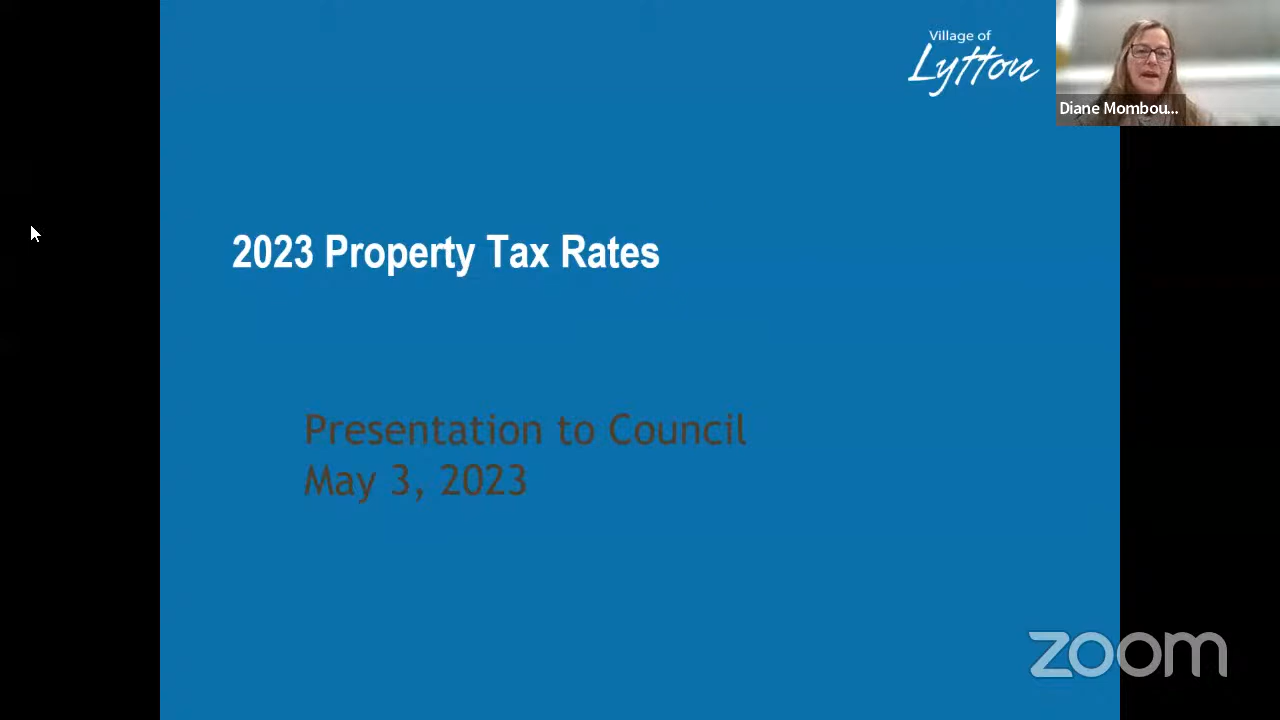 Village of
Lytton
Diane Mombou...
2023 Property Tax Rates
Presentation to Council
May 3, 2023
zoom